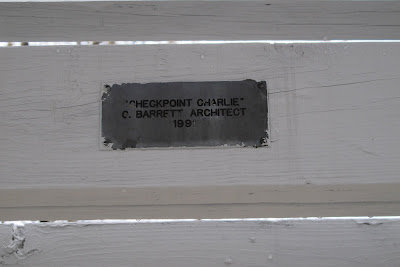 "CHECKPOINT CHARLIE"
C. BARRETT ARCHITECT